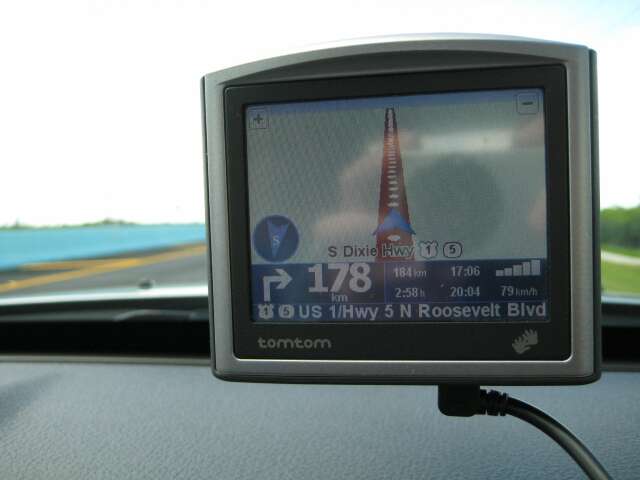 + −
S
S Dixie Hwy 1 5
178 km
184 km 17:06
2:58 h 20:04 79 km/h
1 5 US 1/Hwy 5 N Roosevelt Blvd
tomtom